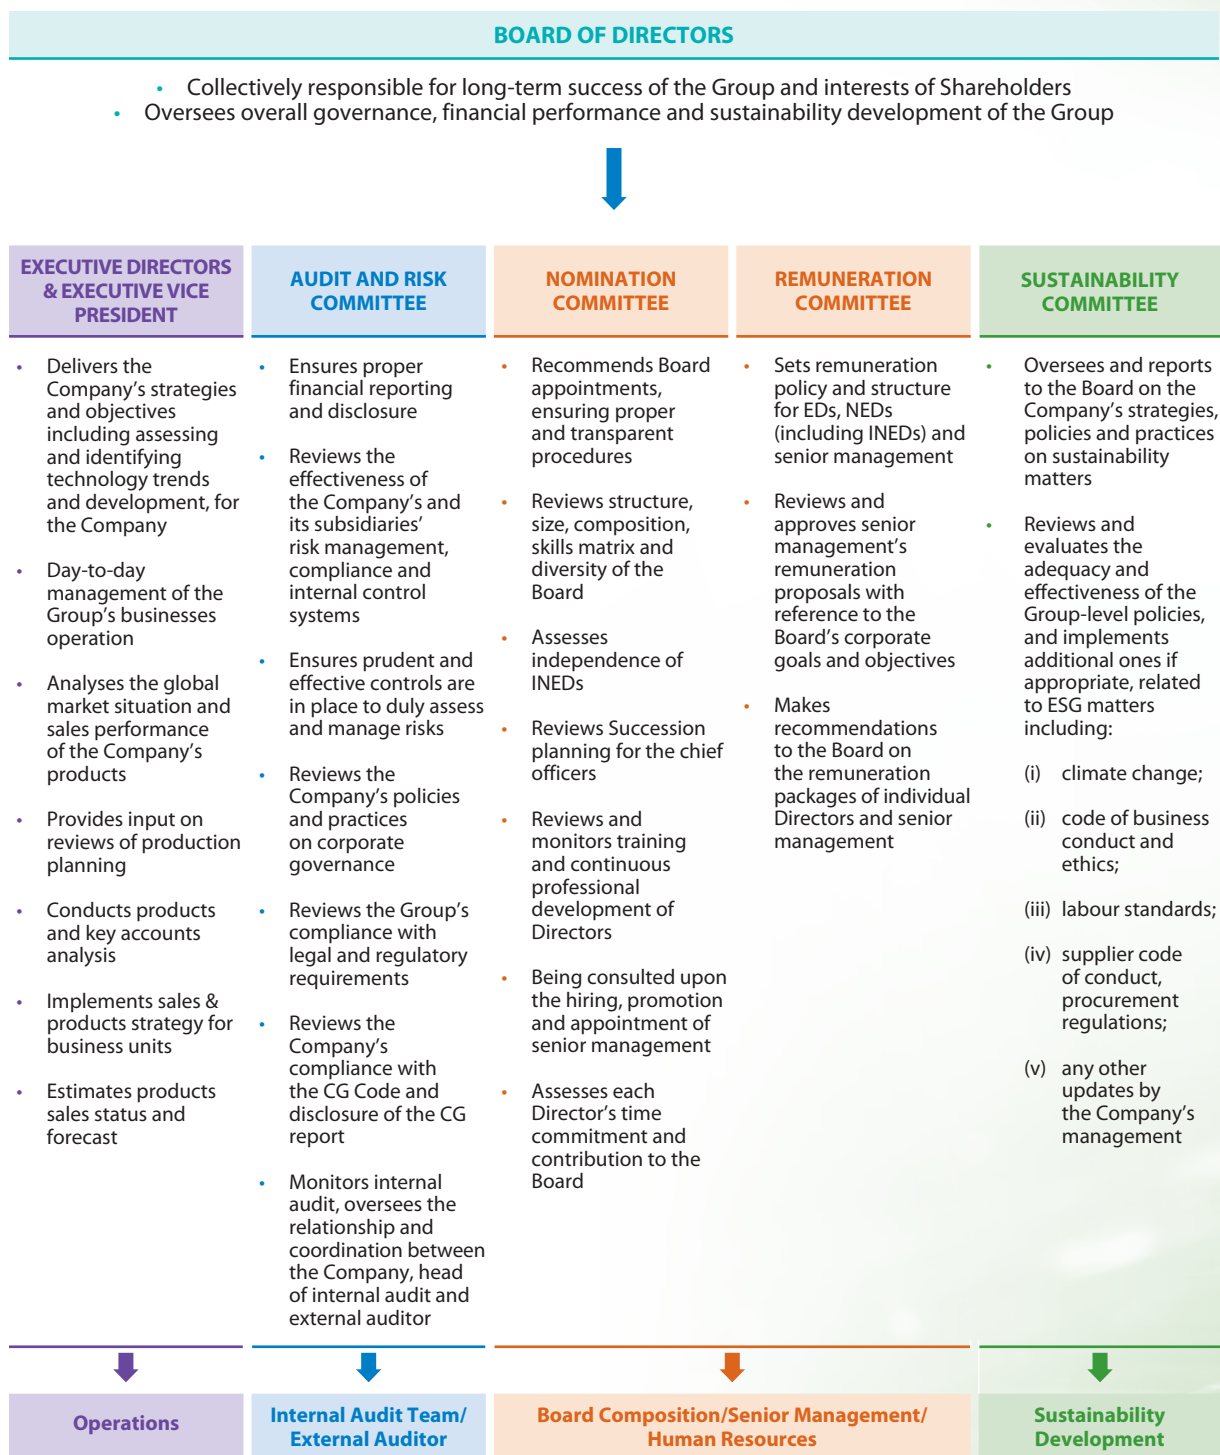 BOARD OF DIRECTORS
• Collectively responsible for long-term success of the Group and interests of Shareholders
• Oversees overall governance, financial performance and sustainability development of the Group
EXECUTIVE DIRECTORS
& EXECUTIVE VICE
PRESIDENT
• Delivers the
Company’s strategies
and objectives
including assessing
and identifying
technology trends
and development, for
the Company
• Day-to-day
management of the
Group’s businesses
operation
• Analyses the global
market situation and
sales performance
of the Company’s
products
• Provides input on
reviews of production
planning
• Conducts products
and key accounts
analysis
• Implements sales &
products strategy for
business units
• Estimates products
sales status and
forecast
Operations
AUDIT AND RISK
COMMITTEE
• Ensures proper
financial reporting
and disclosure
• Reviews the
effectiveness of
the Company’s and
its subsidiaries’
risk management,
compliance and
internal control
systems
• Ensures prudent and
effective controls are
in place to duly assess
and manage risks
• Reviews the
Company’s policies
and practices
on corporate
governance
• Reviews the Group’s
compliance with
legal and regulatory
requirements
• Reviews the
Company’s
compliance with
the CG Code and
disclosure of the CG
report
• Monitors internal
audit, oversees the
relationship and
coordination between
the Company, head
of internal audit and
external auditor
Internal Audit Team/
External Auditor
NOMINATION
COMMITTEE
• Recommends Board
appointments,
ensuring proper
and transparent
procedures
• Reviews structure,
size, composition,
skills matrix and
diversity of the
Board
• Assesses
independence of
INEDs
• Reviews Succession
planning for the chief
officers
• Reviews and
monitors training
and continuous
professional
development of
Directors
• Being consulted upon
the hiring, promotion
and appointment of
senior management
• Assesses each
Director’s time
commitment and
contribution to the
Board
REMUNERATION
COMMITTEE
• Sets remuneration
policy and structure
for EDs, NEDs
(including INEDs) and
senior management
• Reviews and
approves senior
management’s
remuneration
proposals with
reference to the
Board’s corporate
goals and objectives
• Makes
recommendations
to the Board on
the remuneration
packages of individual
Directors and senior
management
Board Composition/Senior Management/
Human Resources
SUSTAINABILITY
COMMITTEE
• Oversees and reports
to the Board on the
Company’s strategies,
policies and practices
on sustainability
matters
• Reviews and
evaluates the
adequacy and
effectiveness of the
Group-level policies,
and implements
additional ones if
appropriate, related
to ESG matters
including:
(i) climate change;
(ii) code of business
conduct and
ethics;
(iii) labour standards;
(iv) supplier code
of conduct,
procurement
regulations;
(v) any other
updates by
the Company’s
management
Sustainability
Development